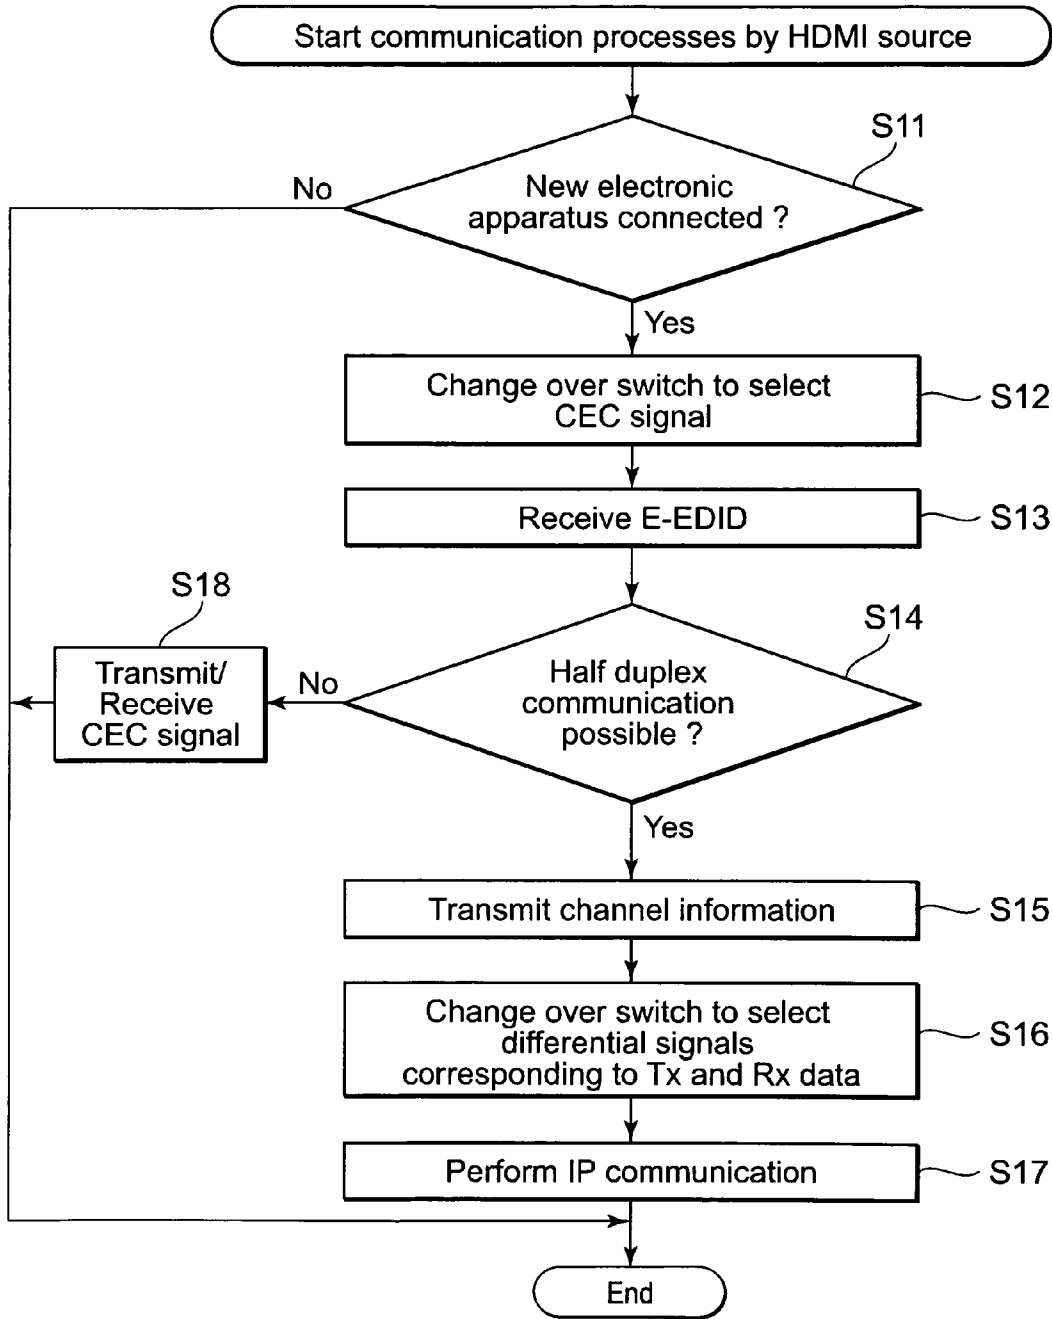 Start communication processes by HDMI source
S11
New electronic
apparatus connected ?
No
Yes
Change over switch to select
CEC signal
S12
Receive E-EDID
S13
S18
Transmit/
Receive
CEC signal
No
S14
Half duplex
communication
possible ?
Yes
Transmit channel information
S15
Change over switch to select
differential signals
corresponding to Tx and Rx data
S16
Perform IP communication
S17
End